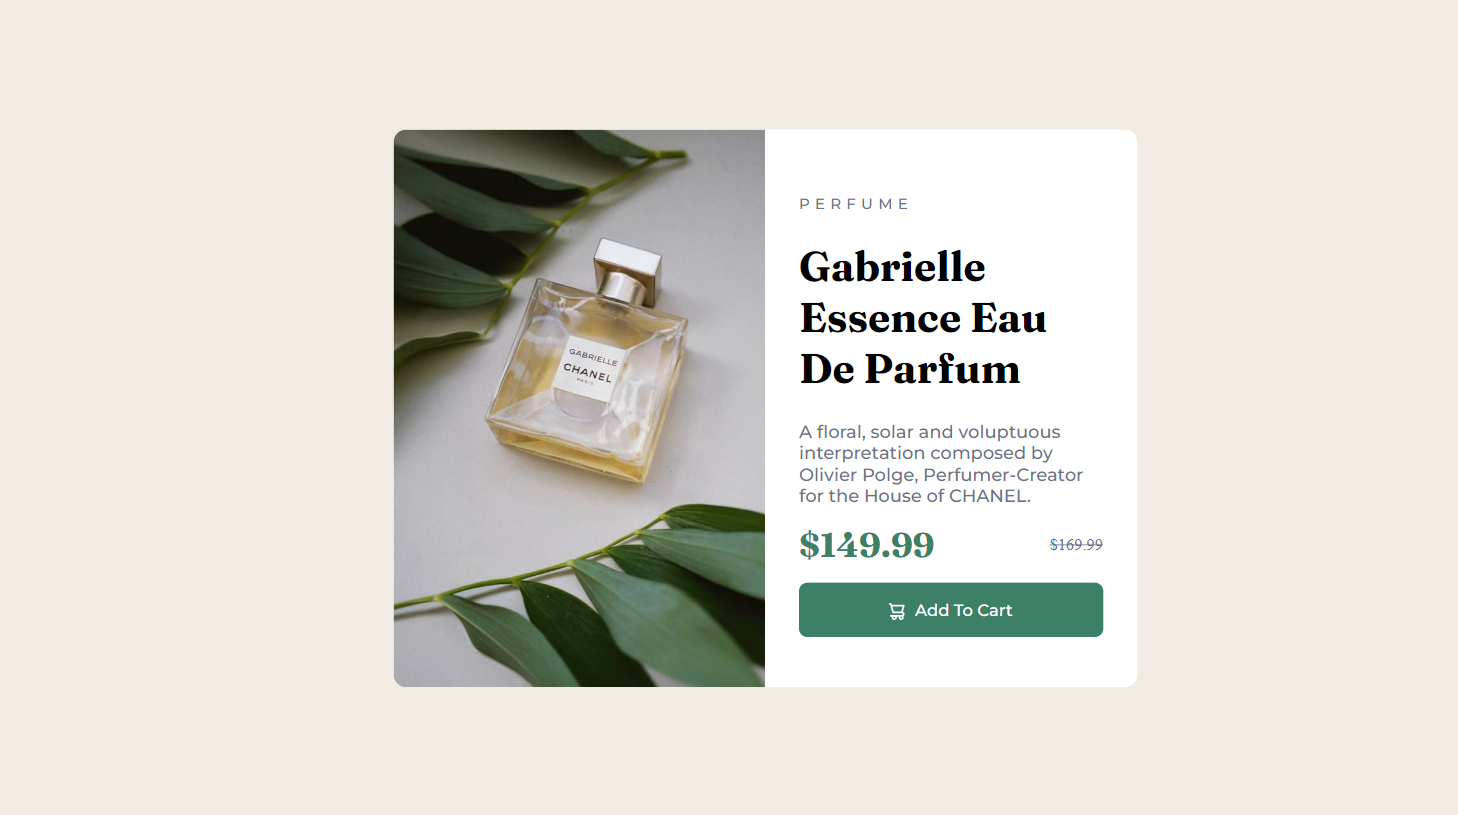 GABRIELLE
CHANEL
PARIS
PERFUME
Gabrielle
Essence Eau
De Parfum
A floral, solar and voluptuous
interpretation composed by
Olivier Polge, Perfumer-Creator
for the House of CHANEL.
$149.99 $169.99
Add To Cart